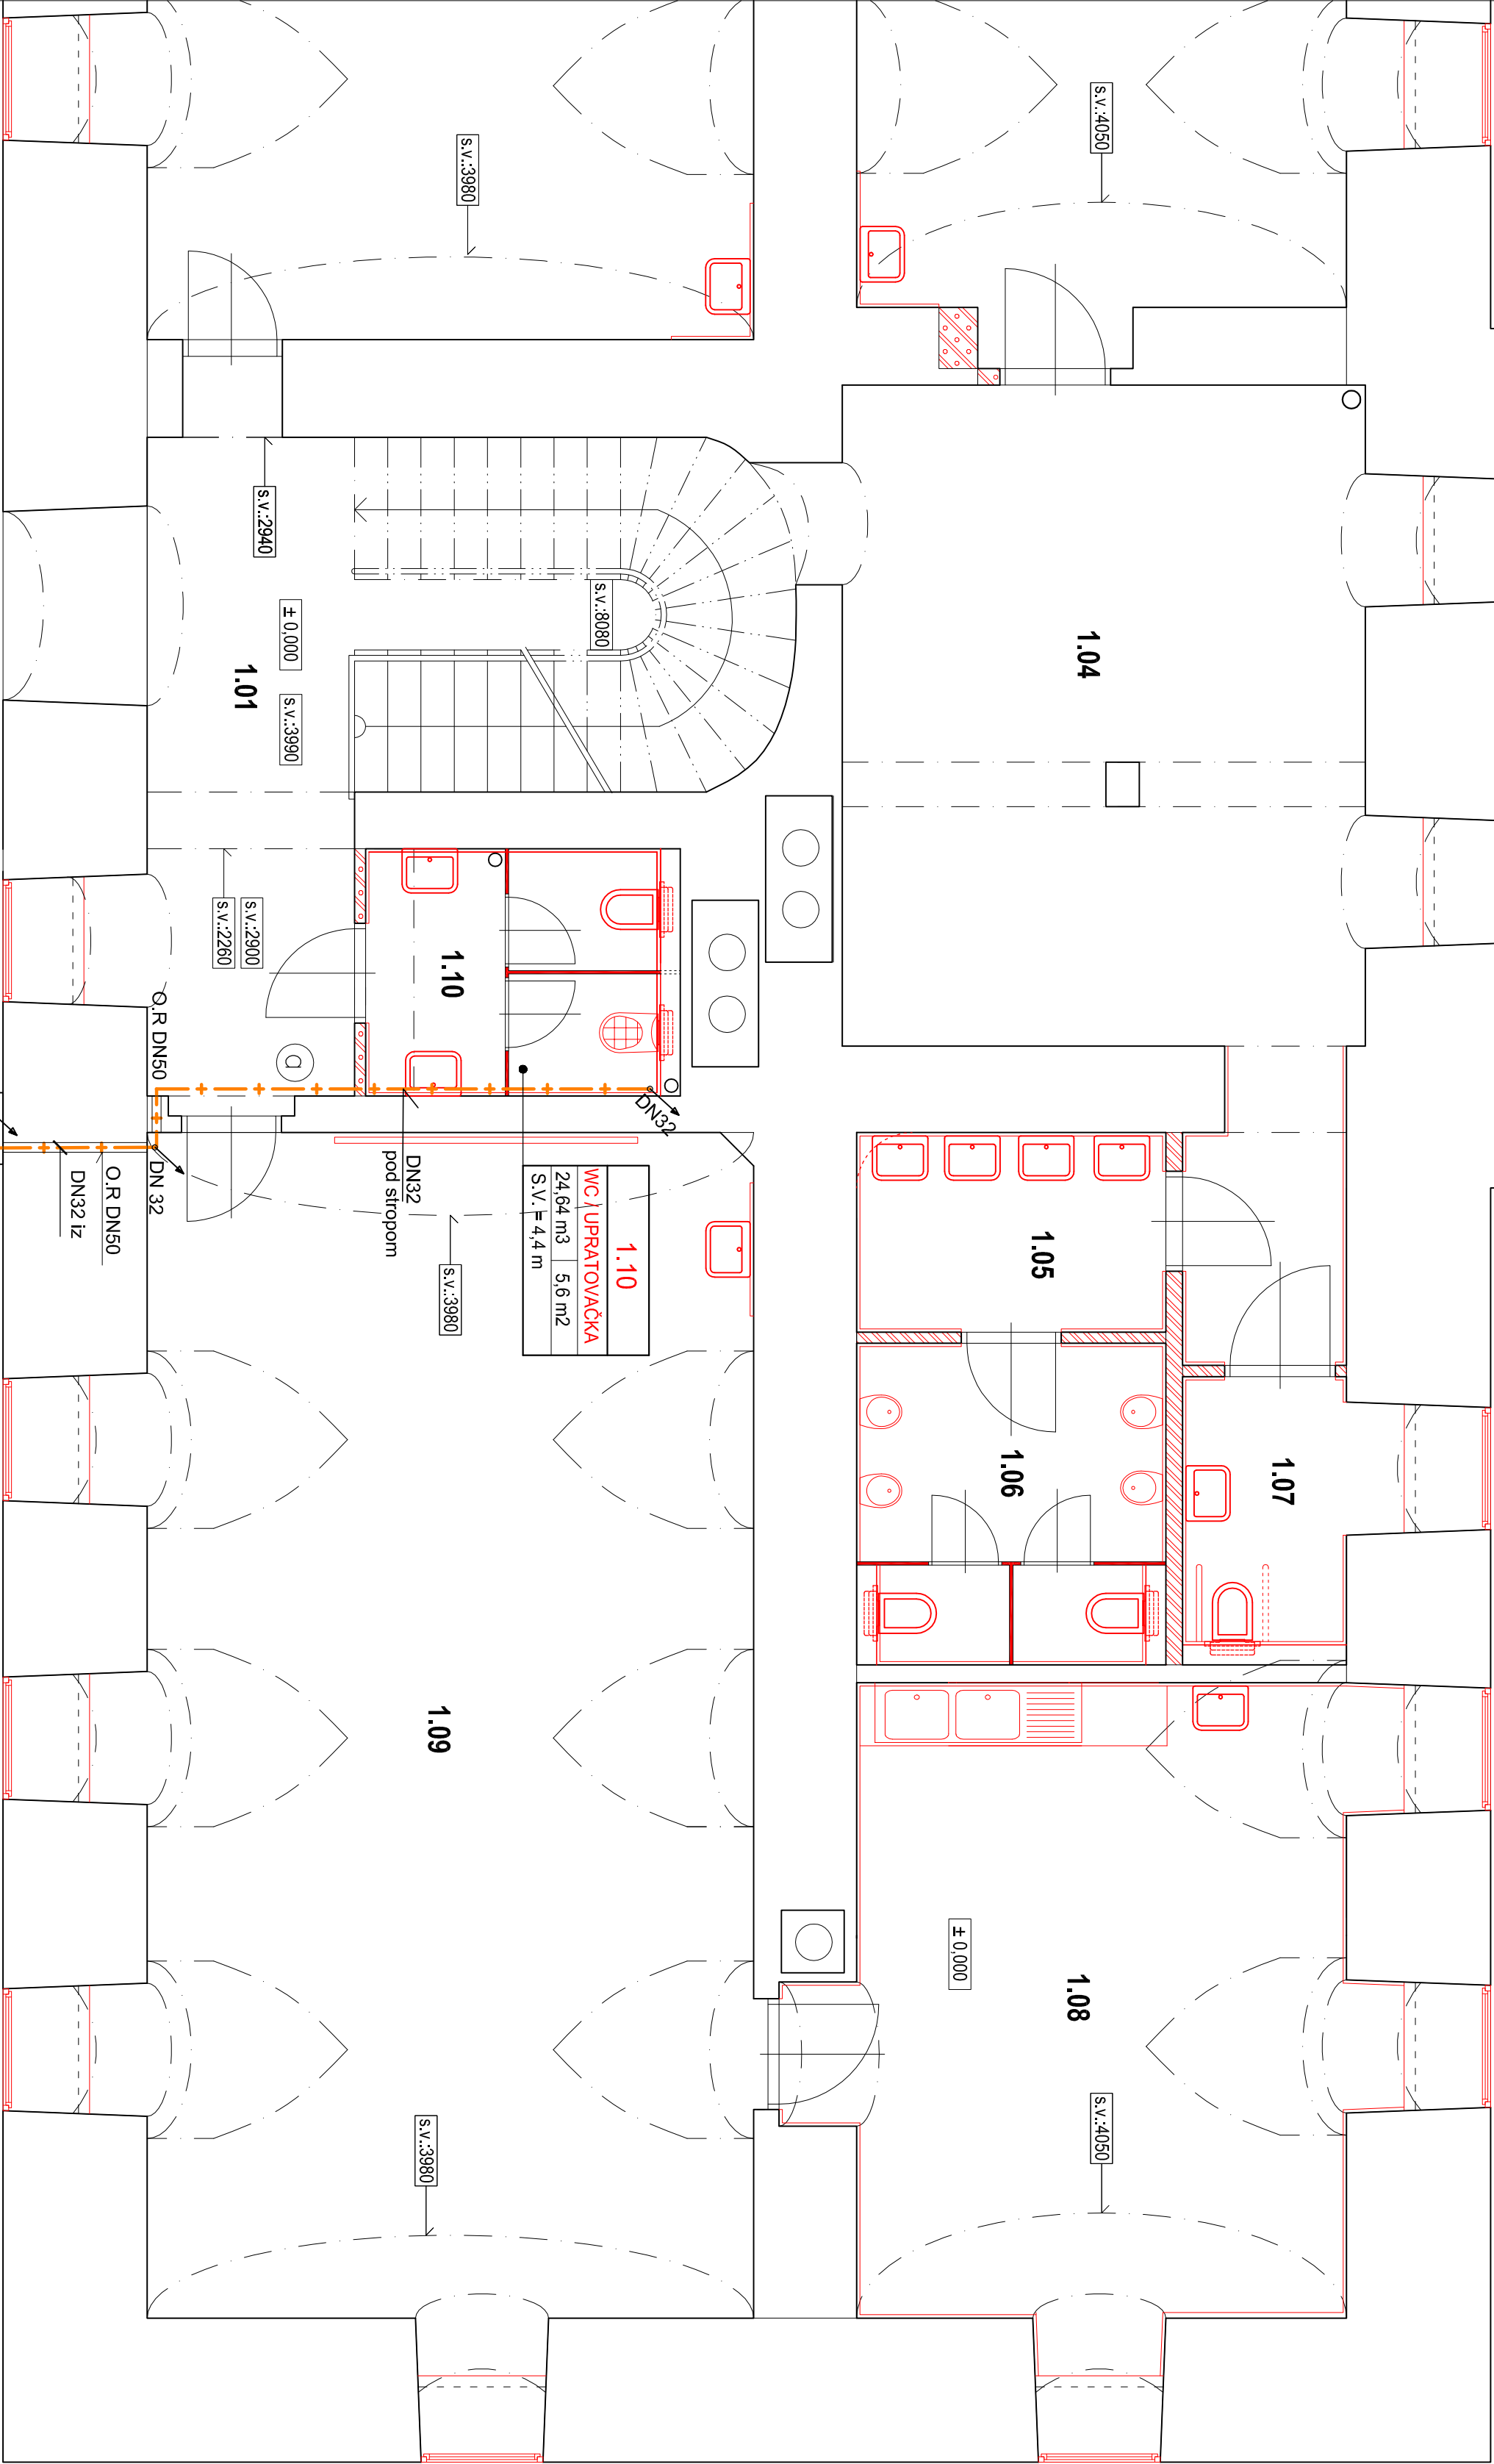 s.v.:4050
s.v.:3980
s.v.:2940
± 0,000
s.v.:3990
s.v.:8080
1.01
1.04
s.v.:2900
s.v.:2260
1.10
O.R DN50
DN32
DN 32
O.R DN50
DN32 iz
DN32
pod stropom
1.10
WC / UPRATOVAČKA
24,64 m3 5,6 m2
S.V. = 4,4 m
s.v.:3980
1.05
1.06
1.07
1.09
± 0,000
1.08
s.v.:4050
s.v.:3980